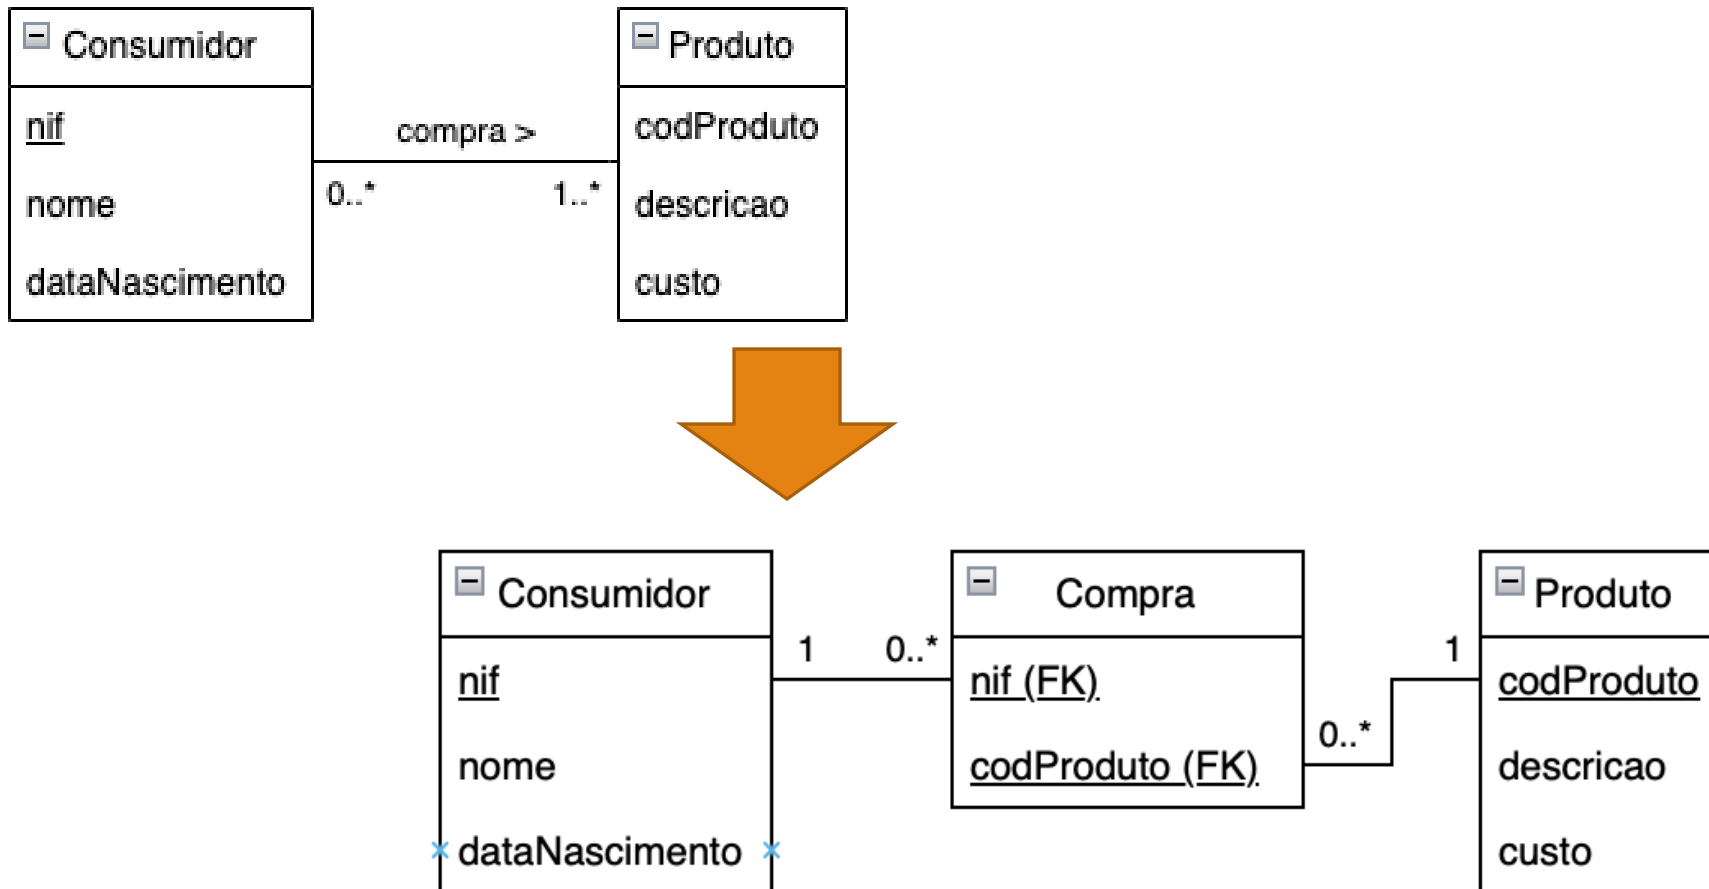 Consumidor
nif
nome
dataNascimento
compra >
0..*
1..*
Produto
codProduto
descricao
custo
Consumidor
nif
nome
dataNascimento
1
0..*
Compra
nif (FK)
codProduto (FK)
0..*
1
Produto
codProduto
descricao
custo